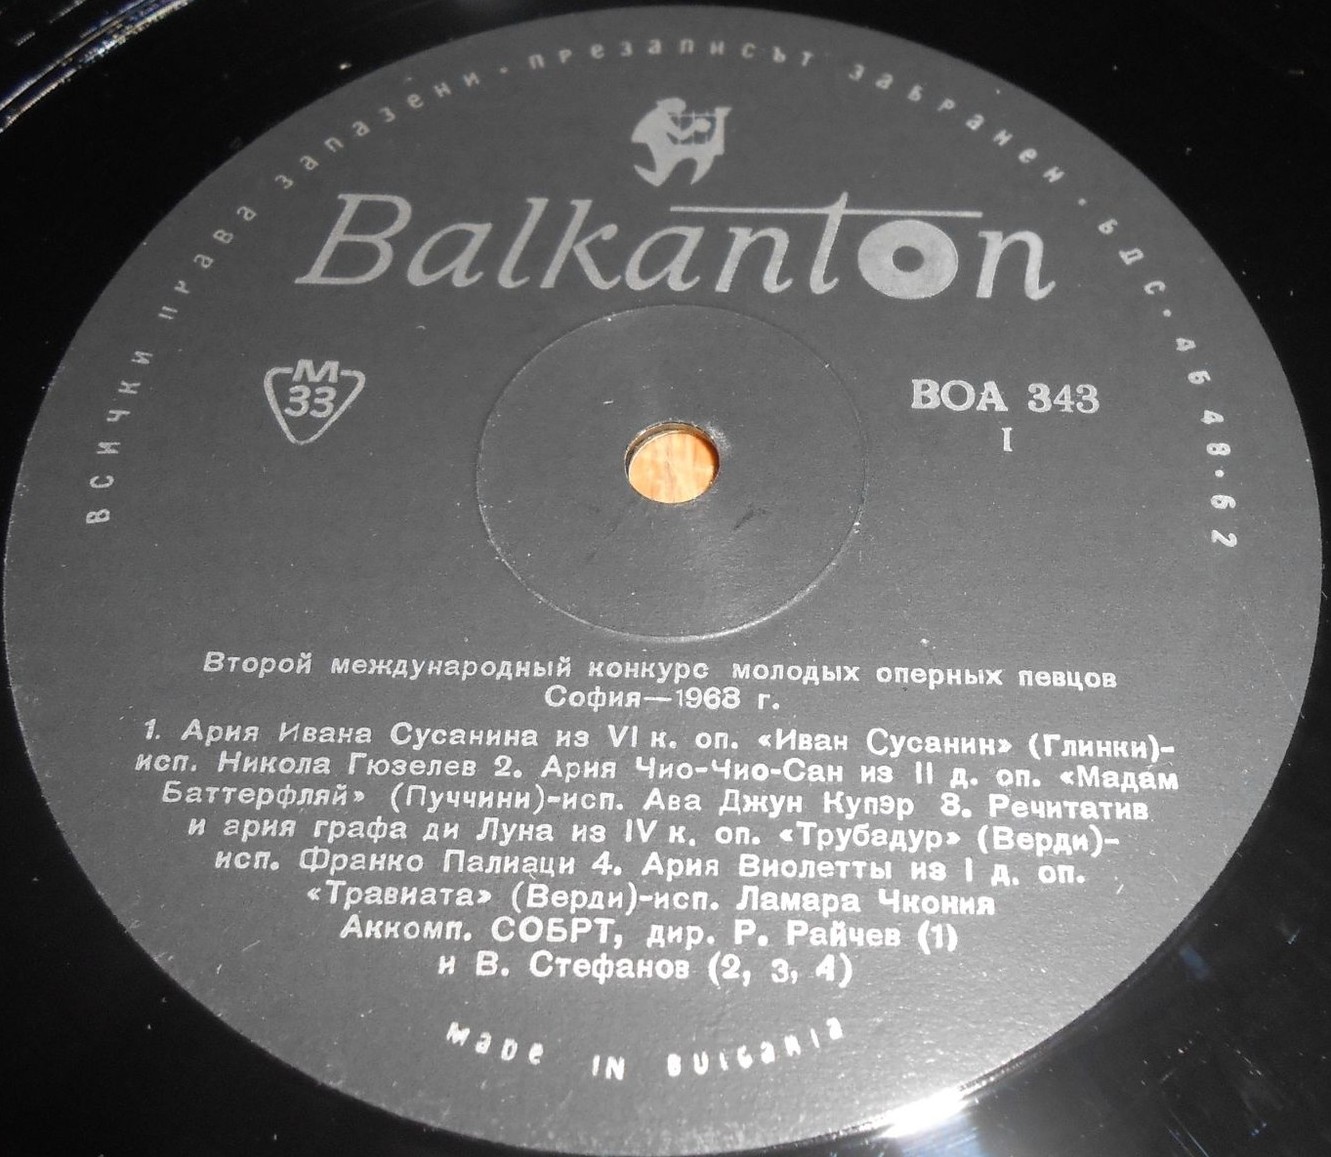 всички права запазени · презаписът забранен · бдс · 46 48 · 62
Balkanton
М
33
ВОА 343
I
Второй международный конкурс молодых оперных певцов
София—1968 г.
1. Ария Ивана Сусанина из VI к. оп. «Иван Сусанин» (Глинки)-
исп. Никола Гюзелев 2. Ария Чио-Чио-Сан из II д. оп. «Мадам
Баттерфляй» (Пуччини)-исп. Ава Джун Купэр 8. Речитатив
и ария графа ди Луна из IV к. оп. «Трубадур» (Верди)-
исп. Франко Палиаци 4. Ария Виолетты из I д. оп.
«Травиата» (Верди)-исп. Ламара Чкония
Аккомп. СОБРТ, дир. Р. Райчев (1)
и В. Стефанов (2, 3, 4)
made in Bulgaria